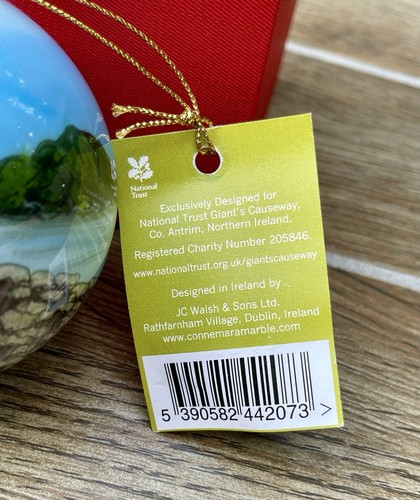 National
Trust
Exclusively Designed for
National Trust Giant's Causeway,
Co. Antrim, Northern Ireland.
Registered Charity Number 205846
www.nationaltrust.org.uk/giantscauseway
Designed in Ireland by
JC Walsh & Sons Ltd.
Rathfarnham Village, Dublin, Ireland
www.connemaramarble.com
5 390582 442073 >